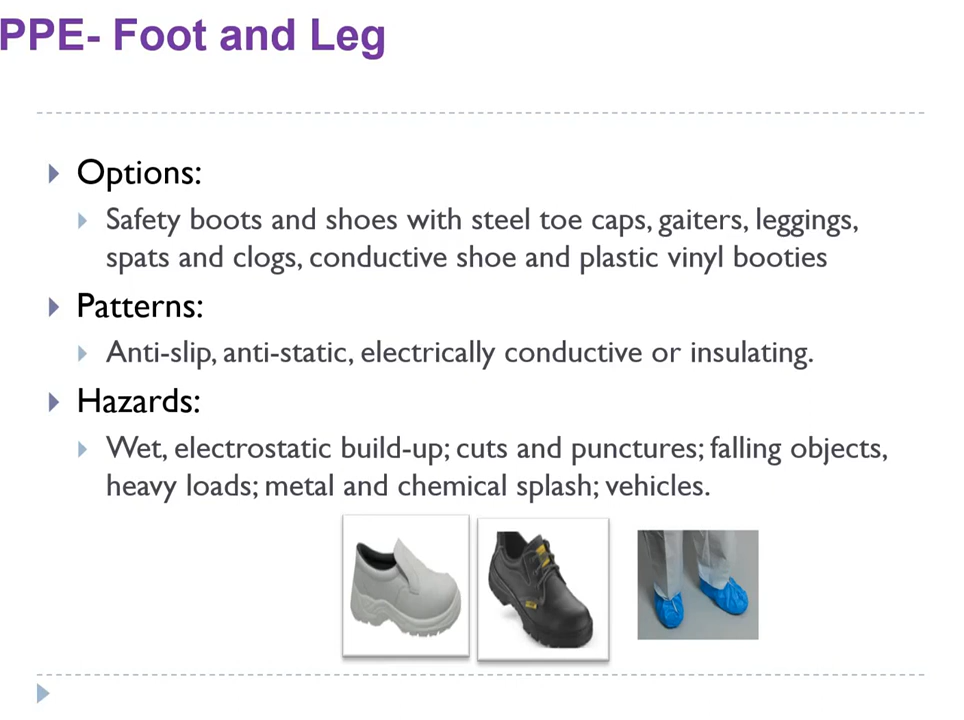 PPE- Foot and Leg
Options:
Safety boots and shoes with steel toe caps, gaiters, leggings,
spats and clogs, conductive shoe and plastic vinyl booties
Patterns:
Anti-slip, anti-static, electrically conductive or insulating.
Hazards:
Wet, electrostatic build-up; cuts and punctures; falling objects,
heavy loads; metal and chemical splash; vehicles.